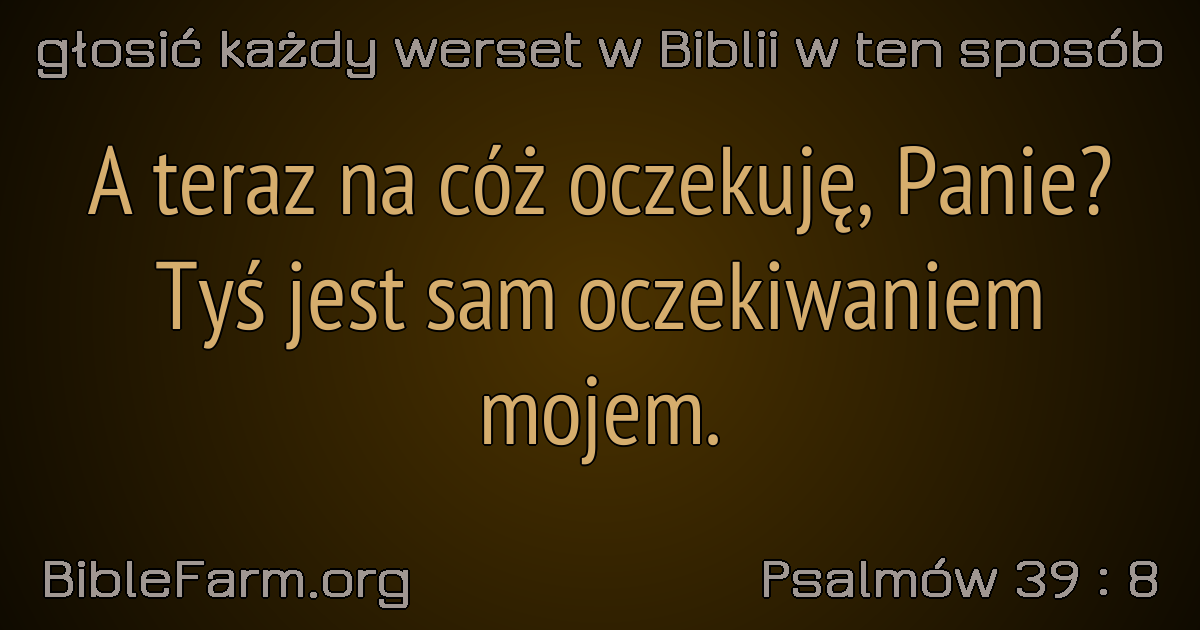 głosić każdy werset w Biblii w ten sposób
A teraz na cóż oczekuję, Panie?
Tyś jest sam oczekiwaniem
mojem.
BibleFarm.org
Psalmów 39 : 8